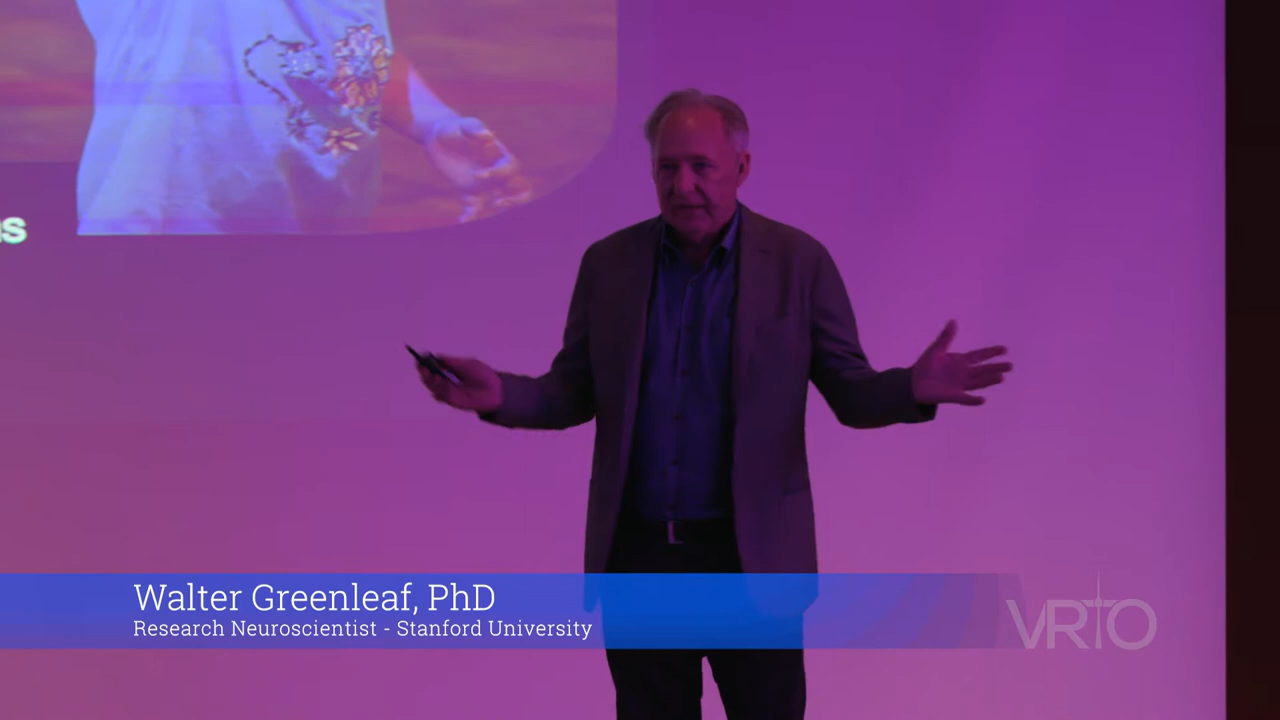 Walter Greenleaf, PhD
Research Neuroscientist - Stanford University
VRTO